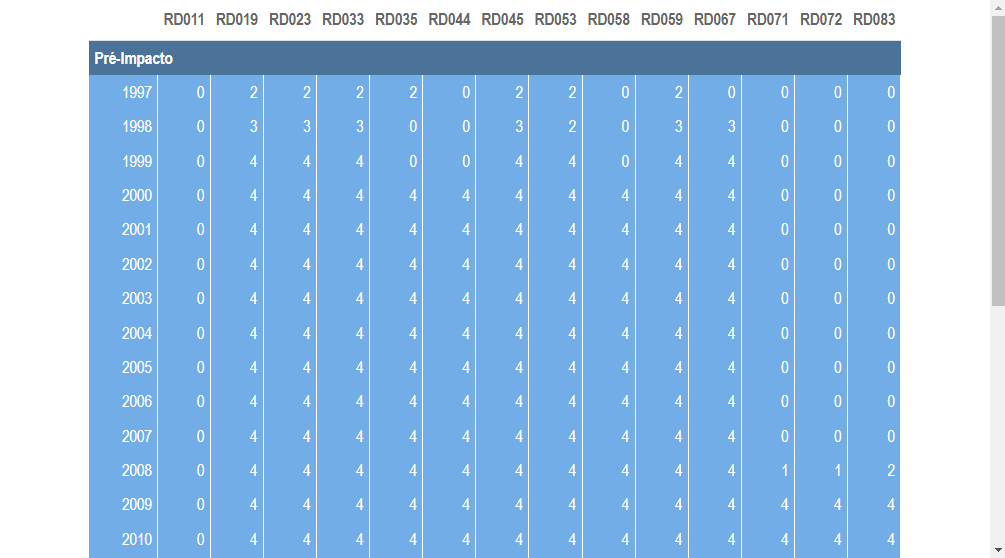 RD011 RD019 RD023 RD033 RD035 RD044 RD045 RD053 RD058 RD059 RD067 RD071 RD072 RD083
Pré-Impacto
1997 0 2 2 2 2 0 2 2 0 2 0 0 0 0
1998 0 3 3 3 0 0 3 2 0 3 3 0 0 0
1999 0 4 4 4 0 0 4 4 0 4 4 0 0 0
2000 0 4 4 4 4 4 4 4 4 4 4 0 0 0
2001 0 4 4 4 4 4 4 4 4 4 4 0 0 0
2002 0 4 4 4 4 4 4 4 4 4 4 0 0 0
2003 0 4 4 4 4 4 4 4 4 4 4 0 0 0
2004 0 4 4 4 4 4 4 4 4 4 4 0 0 0
2005 0 4 4 4 4 4 4 4 4 4 4 0 0 0
2006 0 4 4 4 4 4 4 4 4 4 4 0 0 0
2007 0 4 4 4 4 4 4 4 4 4 4 0 0 0
2008 0 4 4 4 4 4 4 4 4 4 4 1 1 2
2009 0 4 4 4 4 4 4 4 4 4 4 4 4 4
2010 0 4 4 4 4 4 4 4 4 4 4 4 4 4